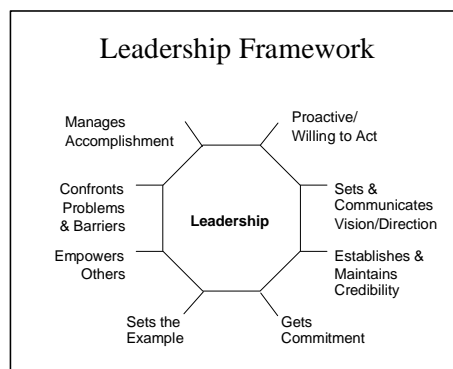 Leadership Framework
Manages
Accomplishment
Proactive/
Willing to Act
Confronts
Problems
& Barriers
Sets &
Communicates
Vision/Direction
Leadership
Empowers
Others
Establishes &
Maintains
Credibility
Sets the
Example
Gets
Commitment